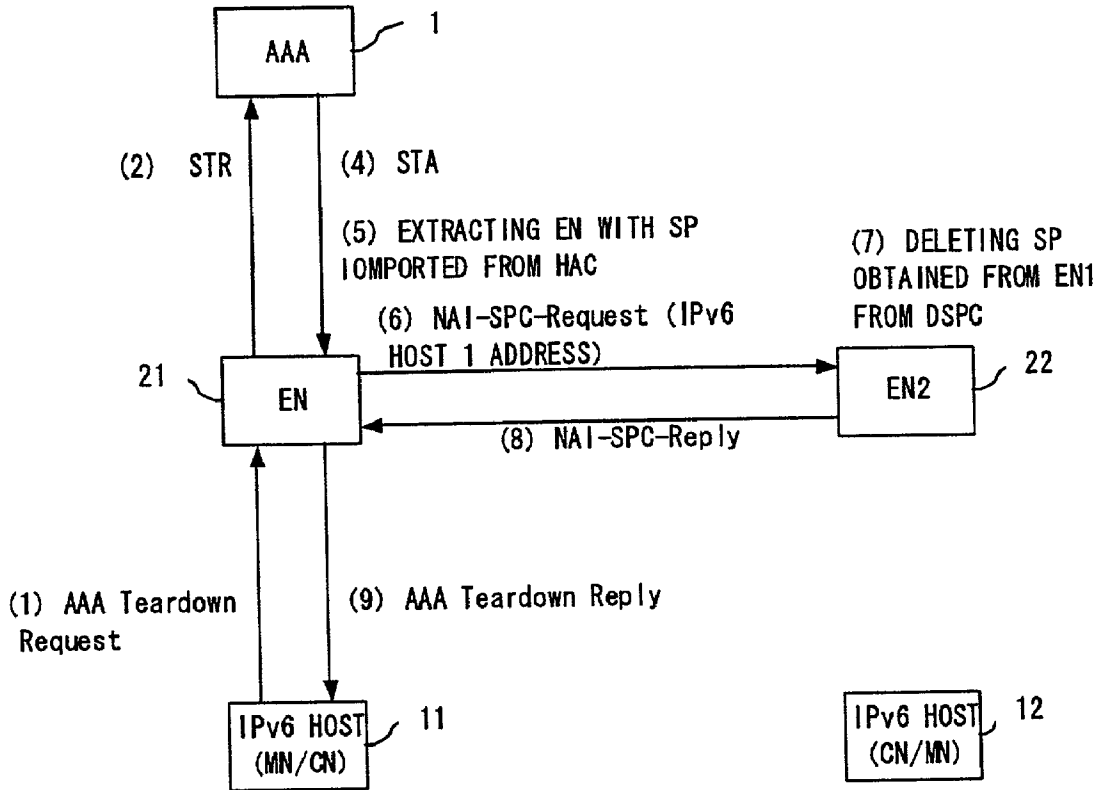 AAA
1
(2) STR
(4) STA
(5) EXTRACTING EN WITH SP
IOMPORTED FROM HAC
(7) DELETING SP
OBTAINED FROM EN1
FROM DSPC
(6) NAI-SPC-Request (IPv6
HOST 1 ADDRESS)
21
EN
EN2
22
(8) NAI-SPC-Reply
(1) AAA Teardown
Request
(9) AAA Teardown Reply
IPv6 HOST
(MN/CN)
11
IPv6 HOST
(CN/MN)
12